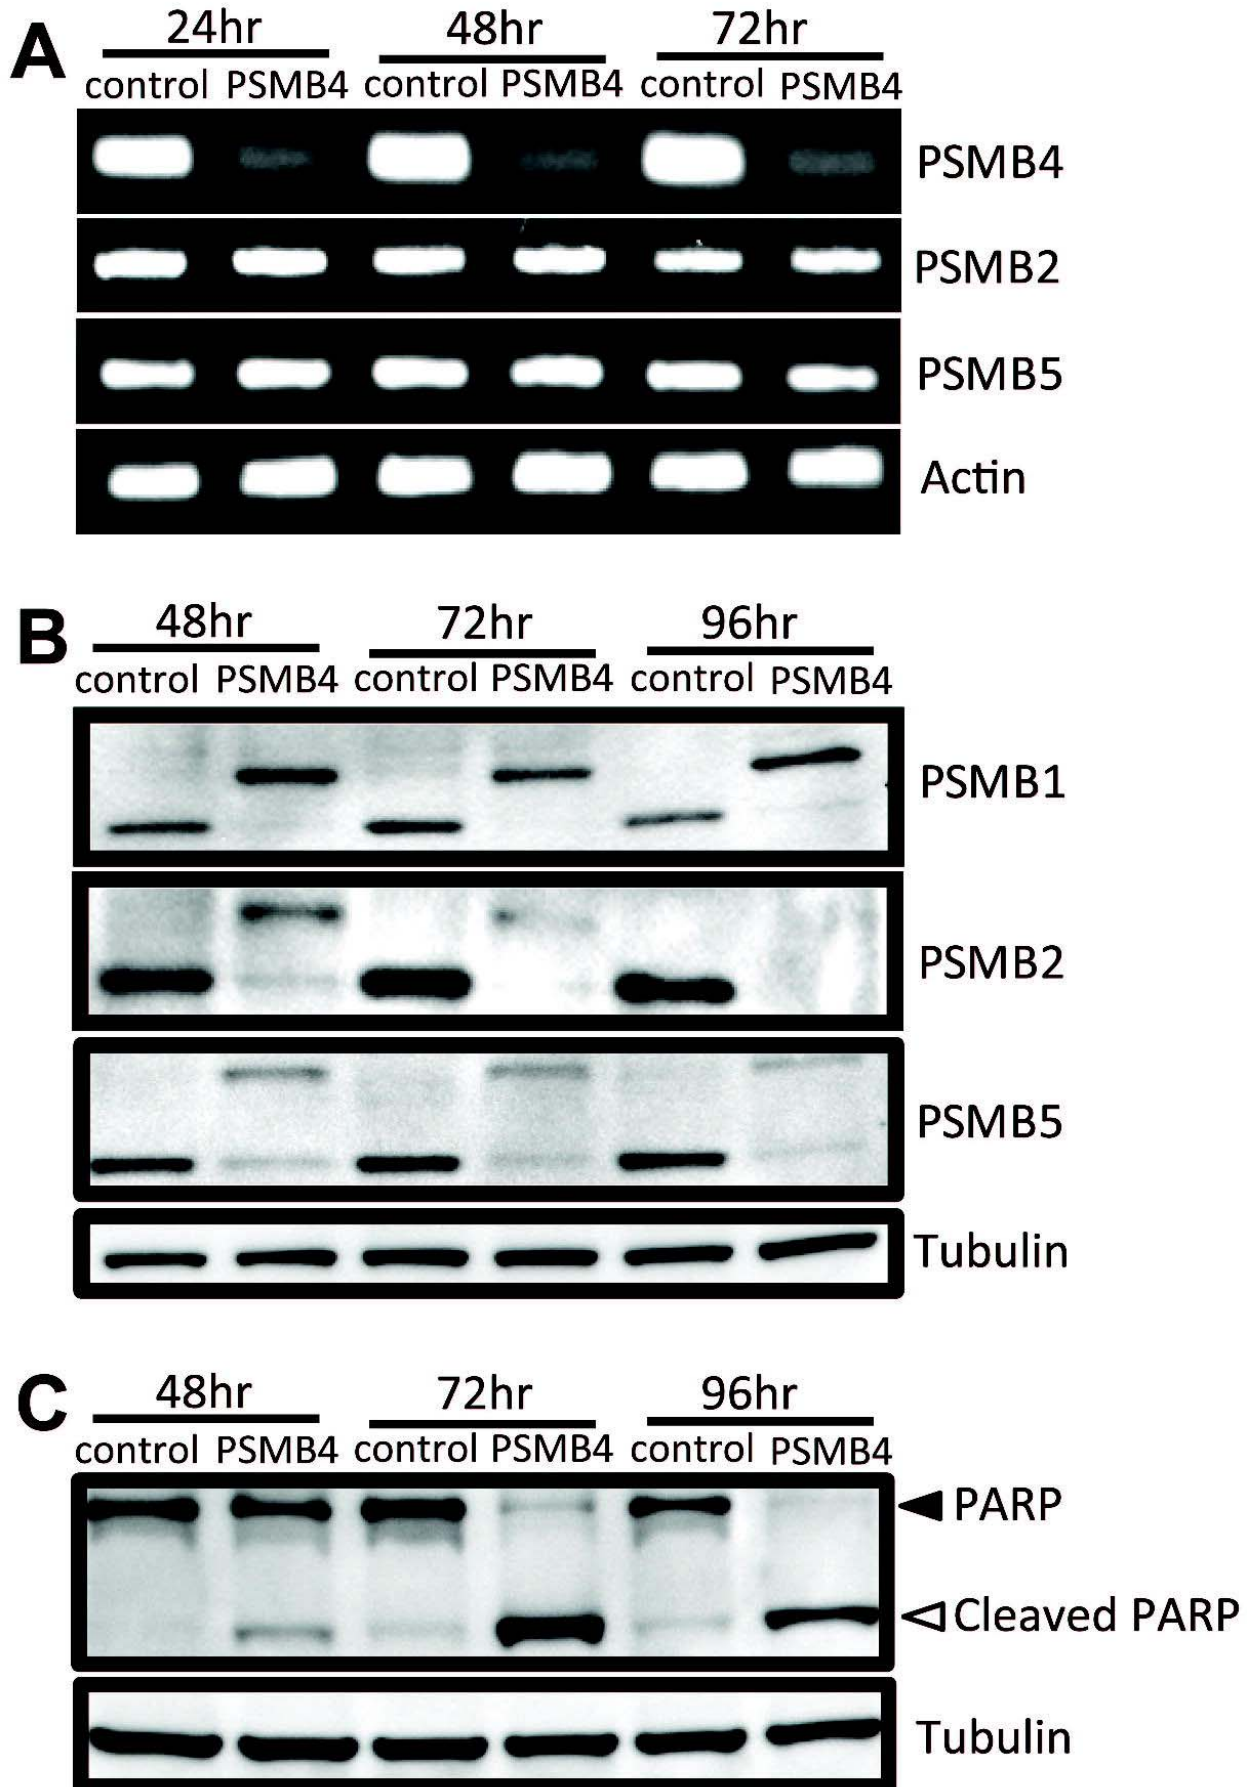 A
24hr 48hr 72hr
control PSMB4 control PSMB4 control PSMB4
PSMB4
PSMB2
PSMB5
Actin
B
48hr 72hr 96hr
control PSMB4 control PSMB4 control PSMB4
PSMB1
PSMB2
PSMB5
Tubulin
C
48hr 72hr 96hr
control PSMB4 control PSMB4 control PSMB4
PARP
Cleaved PARP
Tubulin